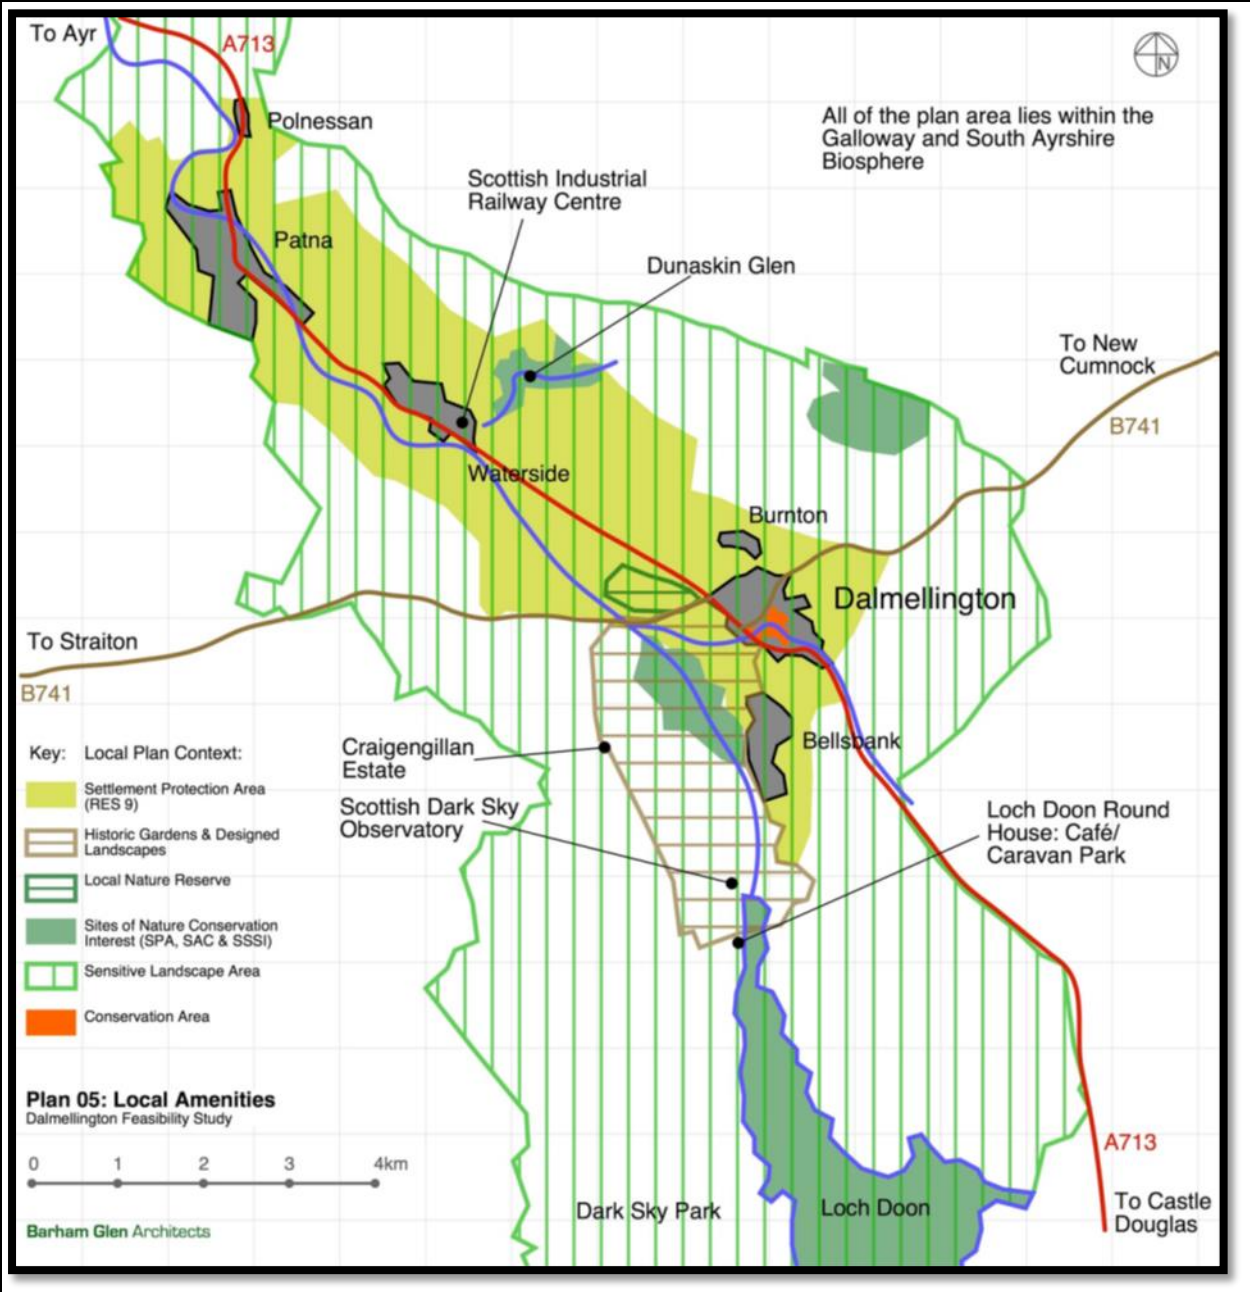 To Ayr
A713
N
Polnessan
All of the plan area lies within the
Galloway and South Ayrshire
Biosphere
Scottish Industrial
Railway Centre
Patna
Dunaskin Glen
To New
Cumnock
B741
Waterside
Burnton
Dalmellington
To Straiton
B741
Key: Local Plan Context:
Settlement Protection Area
(RES 9)
Historic Gardens & Designed
Landscapes
Local Nature Reserve
Sites of Nature Conservation
Interest (SPA, SAC & SSSI)
Sensitive Landscape Area
Conservation Area
Craigengillan
Estate
Bellsbank
Scottish Dark Sky
Observatory
Loch Doon Round
House: Café/
Caravan Park
Plan 05: Local Amenities
Dalmellington Feasibility Study
0 1 2 3 4km
Barham Glen Architects
A713
To Castle
Douglas
Dark Sky Park
Loch Doon